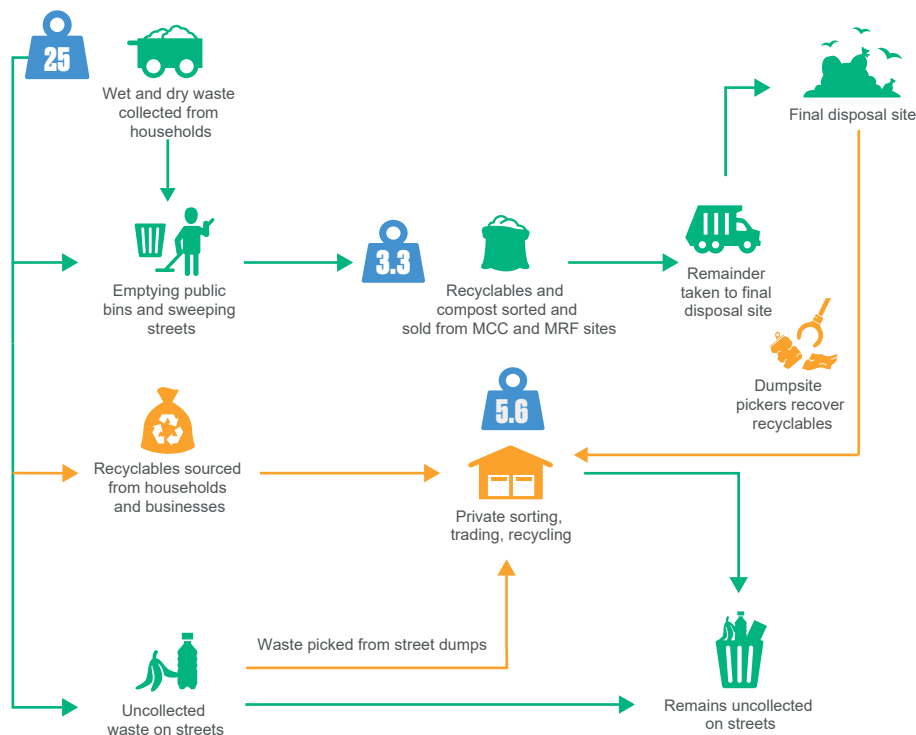 25
Wet and dry waste
collected from
households
Final disposal site
Emptying public
bins and sweeping
streets
3.3
Recyclables and
compost sorted and
sold from MCC and MRF sites
Remainder
taken to final
disposal site
Dumpsite
pickers recover
recyclables
Recyclables sourced
from households
and businesses
5.6
Private sorting,
trading, recycling
Waste picked from street dumps
Uncollected
waste on streets
Remains uncollected
on streets